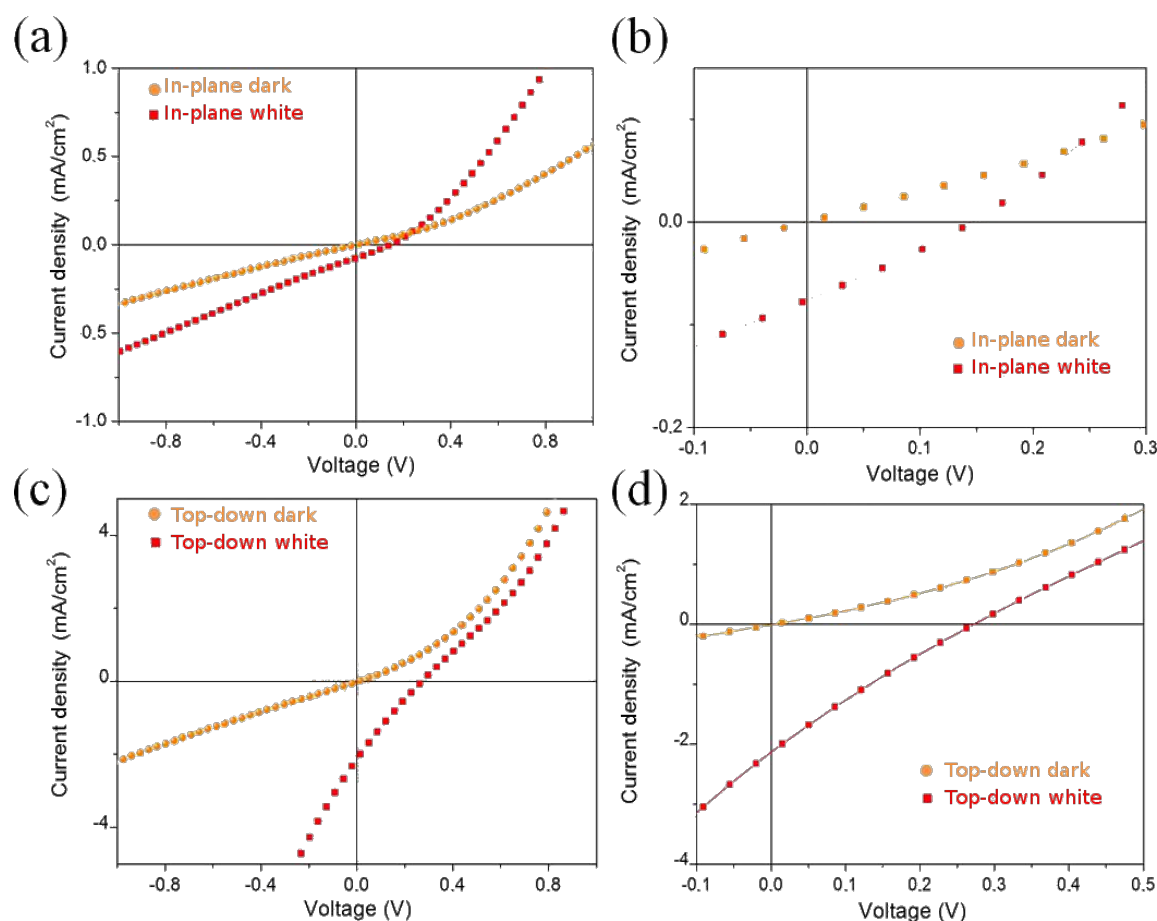 (a)
In-plane dark
In-plane white
Current density (mA/cm²)
1.0
0.5
0.0
0.5
-1.0
-0.8
-0.4
0.0
0.4
0.8
Voltage (V)
(b)
Current density (mA/cm²)
0.0
-0.2
In-plane dark
In-plane white
-0.1
0.0
0.1
0.2
0.3
Voltage (V)
(c)
Top-down dark
Top-down white
Current density (mA/cm²)
4
0
-4
-0.8
-0.4
0.0
0.4
0.8
Voltage (V)
(d)
Current density (mA/cm²)
2
0
-2
-4
Top-down dark
Top-down white
-0.1
0.0
0.1
0.2
0.3
0.4
0.5
Voltage (V)